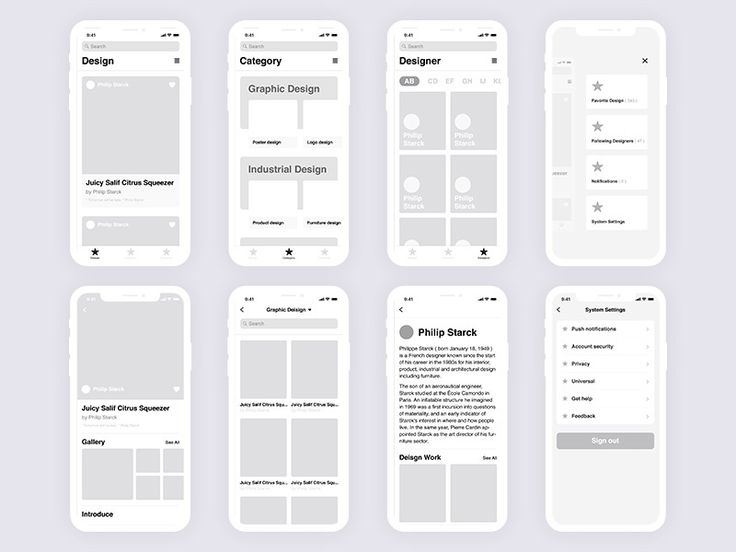 9:41
Search
Design
Philip Starck
Juicy Salif Citrus Squeezer
by Philip Starck
Philip Starck
9:41
Search
Category
Graphic Design
Poster design
Logo design
Industrial Design
Product design
Furniture design
Category
9:41
Search
Designer
AB
CD
EF
GH
IJ
KL
Philip
Starck
Philip
Starck
Philip
Starck
Philip
Starck
Favorite Design
Following Designers
Notifications
System Settings
Philip Starck
Juicy Salif Citrus Squeezer
by Philip Starck
Gallery
See All
Introduce
9:41
Graphic Deisign
Search
Juicy Salif Citrus Squ...
Juicy Salif Citrus Squ...
Juicy Salif Citrus Squ...
Juicy Salif Citrus Squ...
9:41
Philip Starck
Philippe Starck ( born January 18, 1949 )
is a French designer known since the start
of his career in the 1980s for his interior,
product, industrial and architectural design
including furniture.
The son of an aeronautical engineer,
Starck studied at the École Camondo in
Paris. An inflatable structure he imagined
in 1969 was a first incursion into questions
of materiality, and an early indicator of
Starck's interest in where and how people
live. In the same year, Pierre Cardin ap-
pointed Starck as the art director of his fur-
niture sector.
Deisgn Work
See All
9:41
System Settings
Push notifications
Account security
Privacy
Universal
Get help
Feedback
Sign out